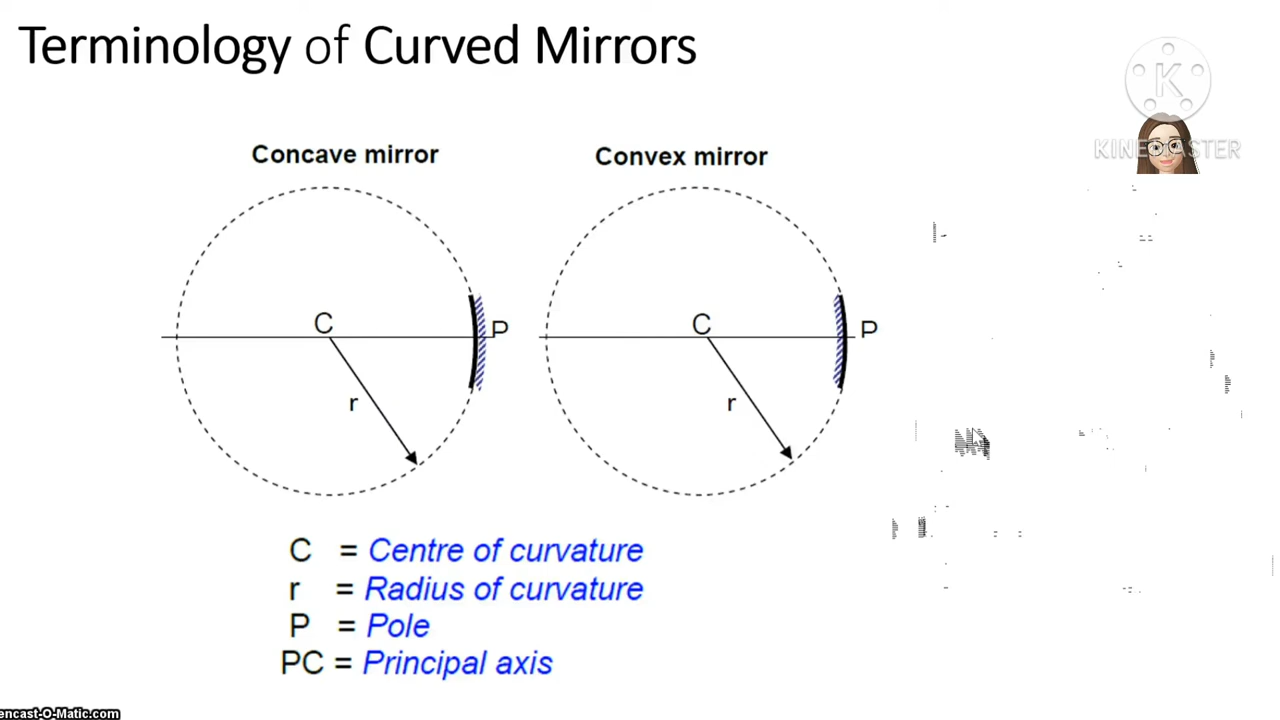 Terminology of Curved Mirrors
K
KINEMASTER
Concave mirror
Convex mirror
C
P
r
C
P
r
C = Centre of curvature
r = Radius of curvature
P = Pole
PC = Principal axis
encast-O-Matic.com